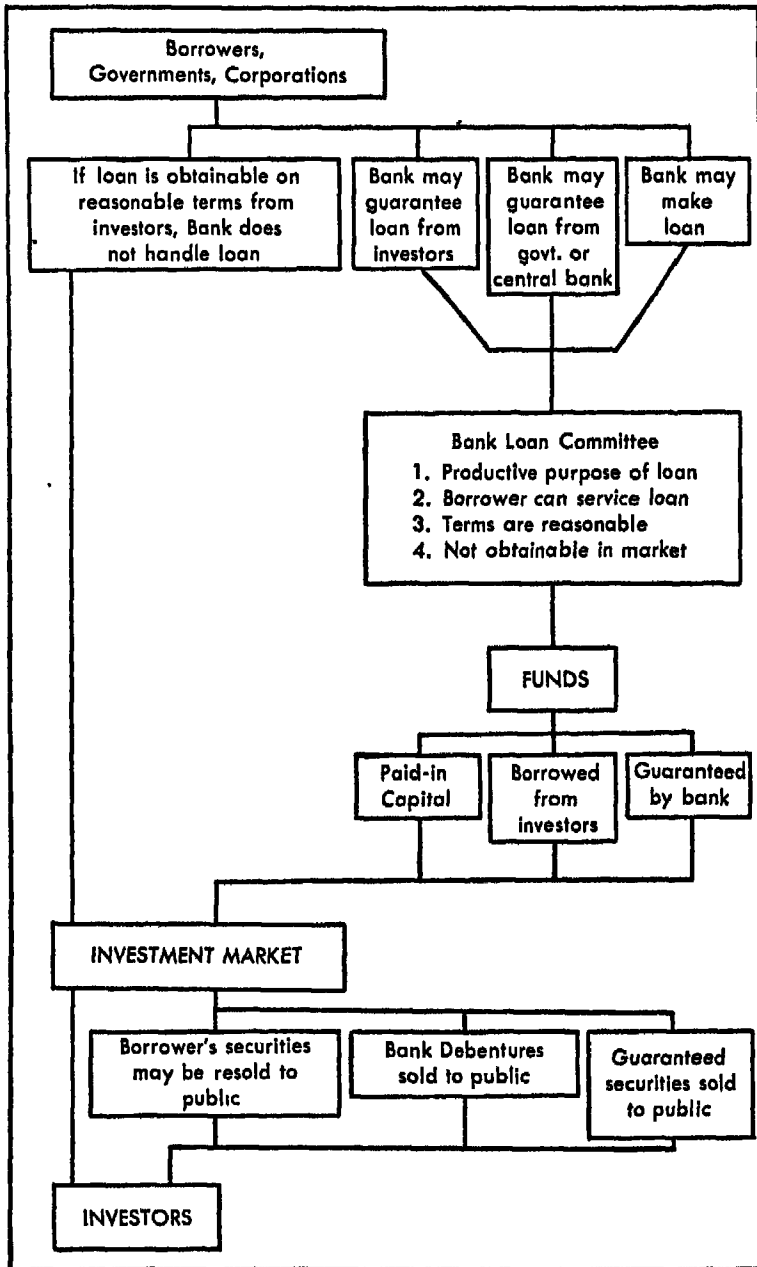 Borrowers,
Governments, Corporations
If loan is obtainable on
reasonable terms from
investors, Bank does
not handle loan
Bank may
guarantee
loan from
investors
Bank may
guarantee
loan from
govt. or
central bank
Bank may
make
loan
Bank Loan Committee
1. Productive purpose of loan
2. Borrower can service loan
3. Terms are reasonable
4. Not obtainable in market
FUNDS
Paid-in
Capital
Borrowed
from
investors
Guaranteed
by bank
INVESTMENT MARKET
Borrower's securities
may be resold to
public
Bank Debentures
sold to public
Guaranteed
securities sold
to public
INVESTORS